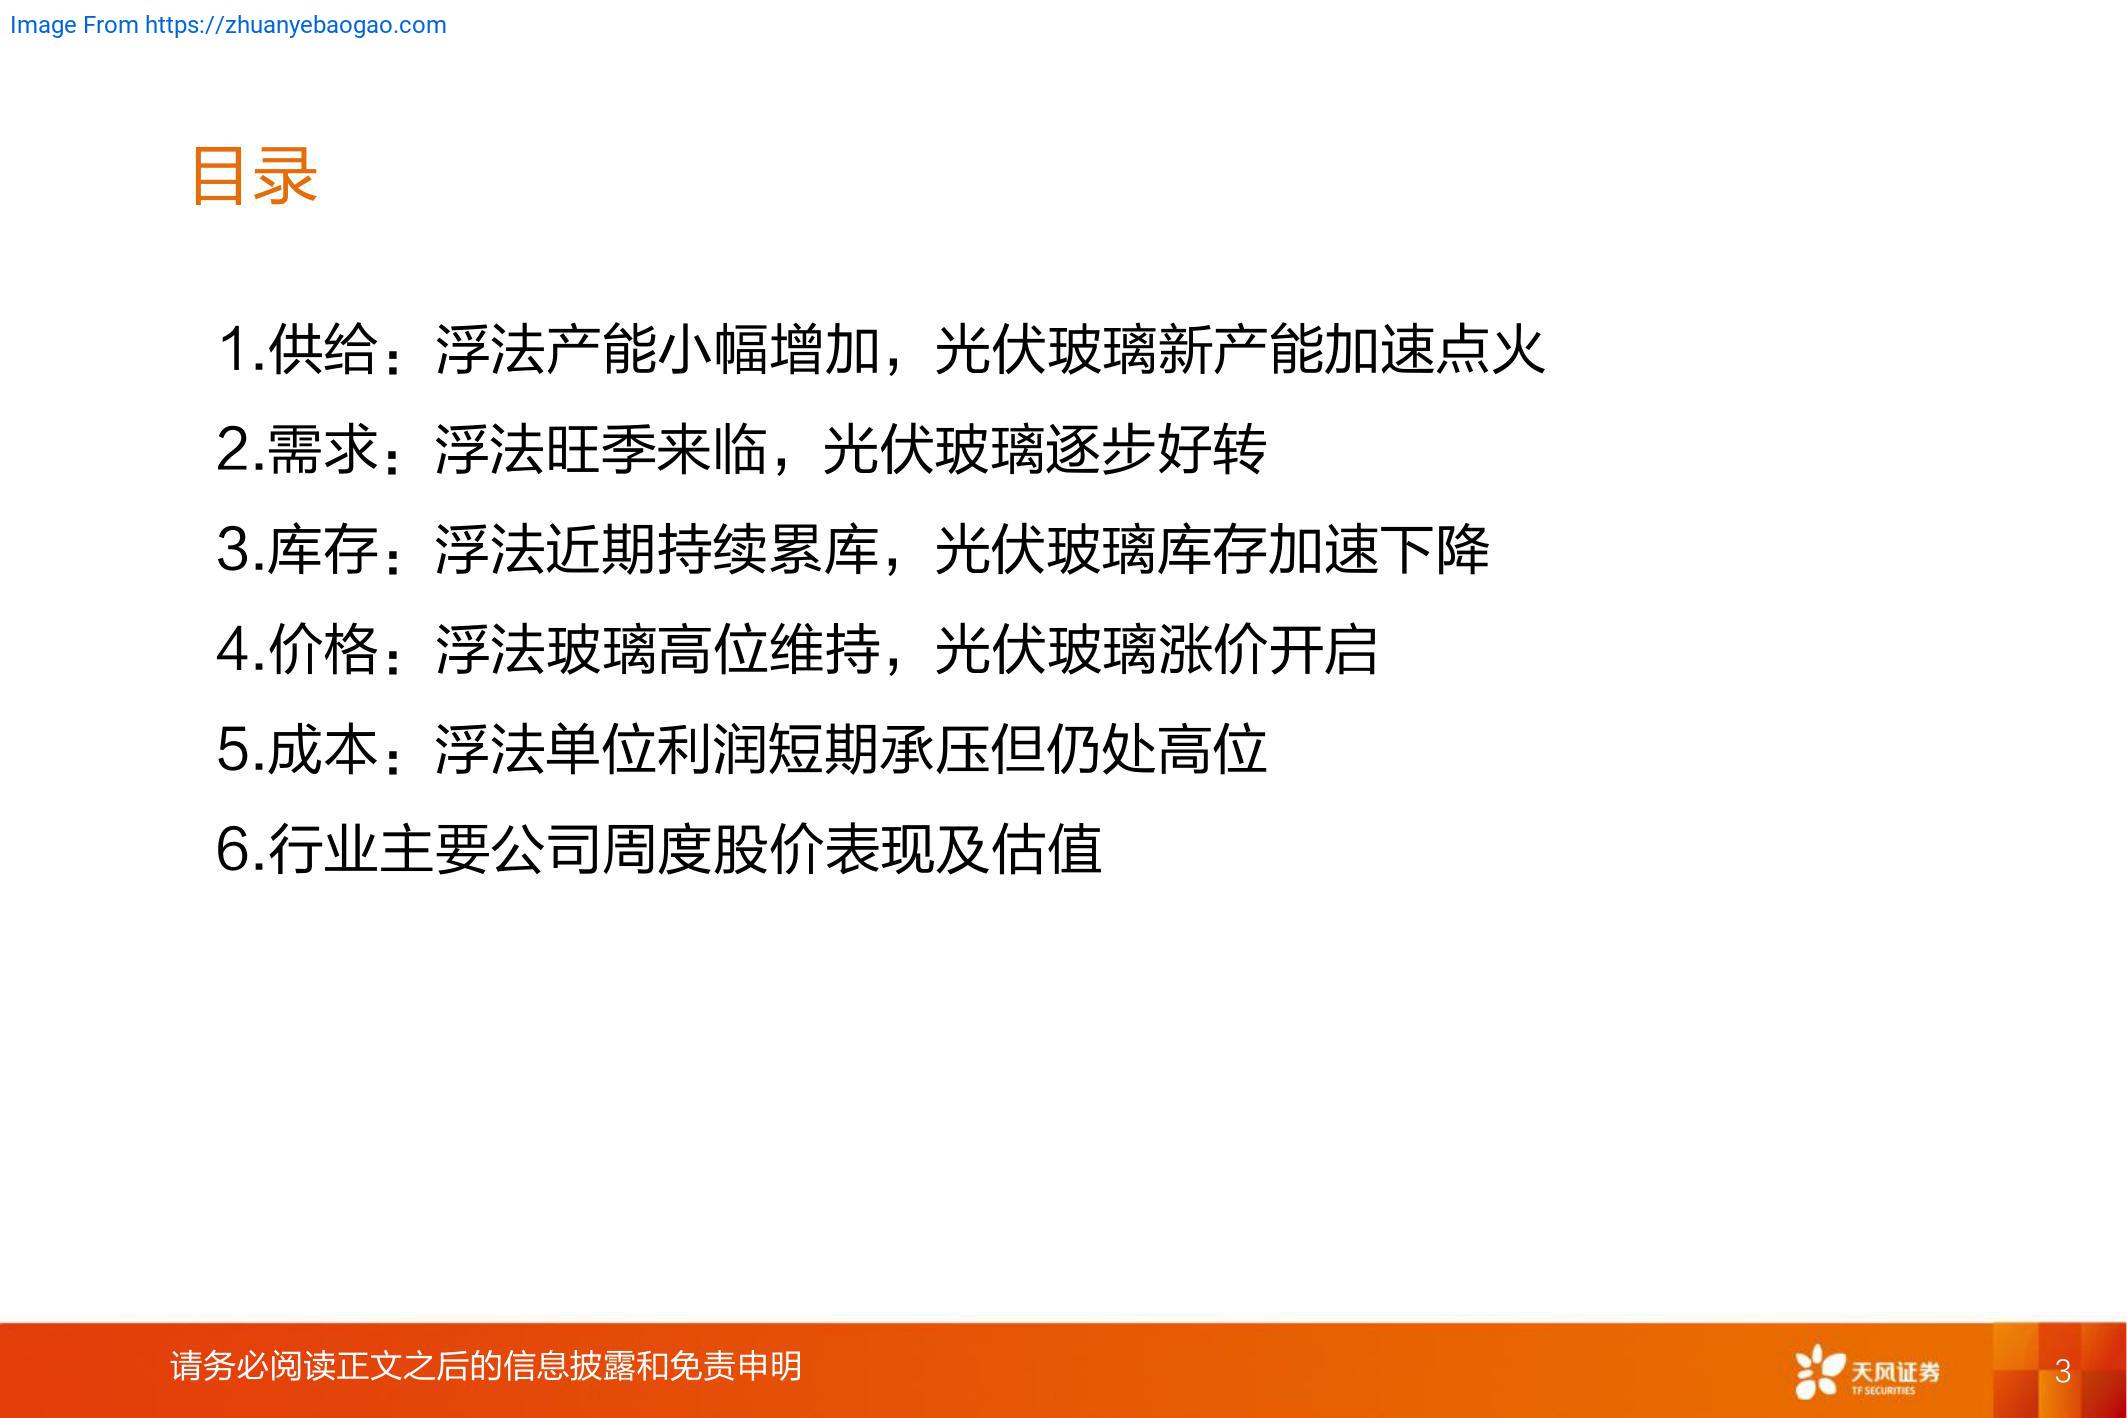 Image From https://zhuanyebaogao.com
目录
1.供给：浮法产能小幅增加，光伏玻璃新产能加速点火
2.需求：浮法旺季来临，光伏玻璃逐步好转
3.库存：浮法近期持续累库，光伏玻璃库存加速下降
4.价格：浮法玻璃高位维持，光伏玻璃涨价开启
5.成本：浮法单位利润短期承压但仍处高位
6.行业主要公司周度股价表现及估值
请务必阅读正文之后的信息披露和免责申明
天风证券
TF SECURITIES
3